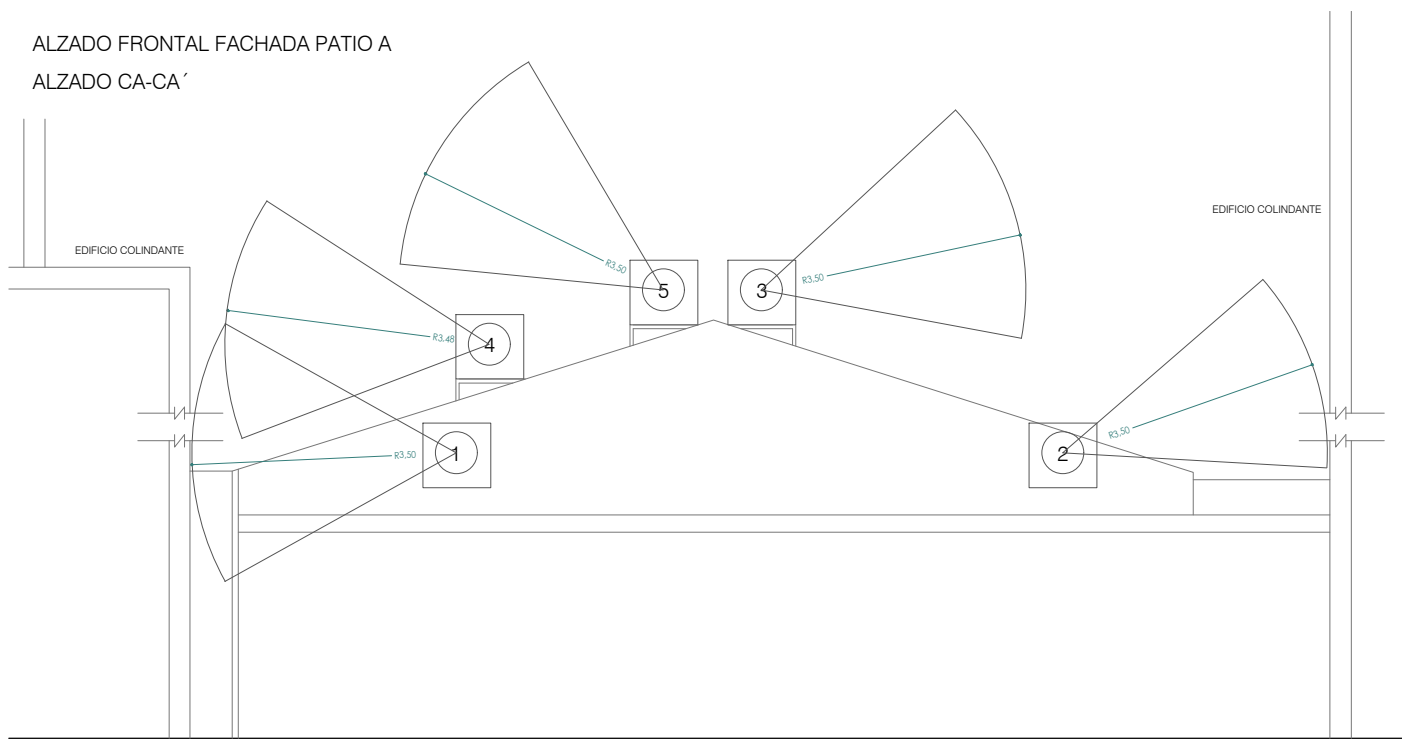 ALZADO FRONTAL FACHADA PATIO A
ALZADO CA-CA´
EDIFICIO COLINDANTE
EDIFICIO COLINDANTE
R3,50
5
3
R3,50
R3.48
4
R3,50
1
2
R3,50